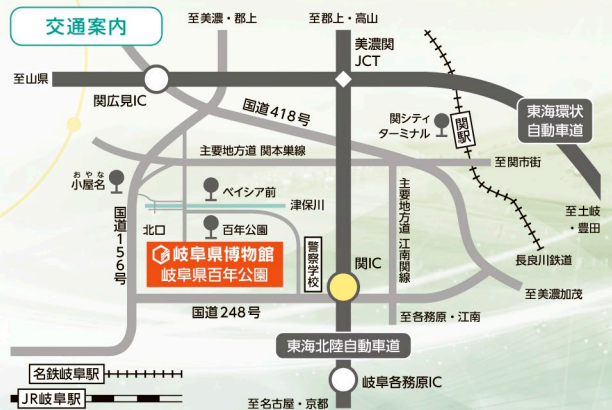 交通案内
至美濃・郡上
至郡上・高山
美濃関
JCT
至山県
関広見IC
国道418号
関シティ
ターミナル
関駅
東海環状
自動車道
主要地方道 関本巣線
至関市街
おやな
小屋名
ベイシア前
津保川
国道156号
北口
百年公園
主要地方道 江南関線
至土岐・
豊田
岐阜県博物館
岐阜県百年公園
警察学校
関IC
長良川鉄道
至美濃加茂
国道248号
至各務原・江南
東海北陸自動車道
名鉄岐阜駅
JR岐阜駅
岐阜各務原IC
至名古屋・京都